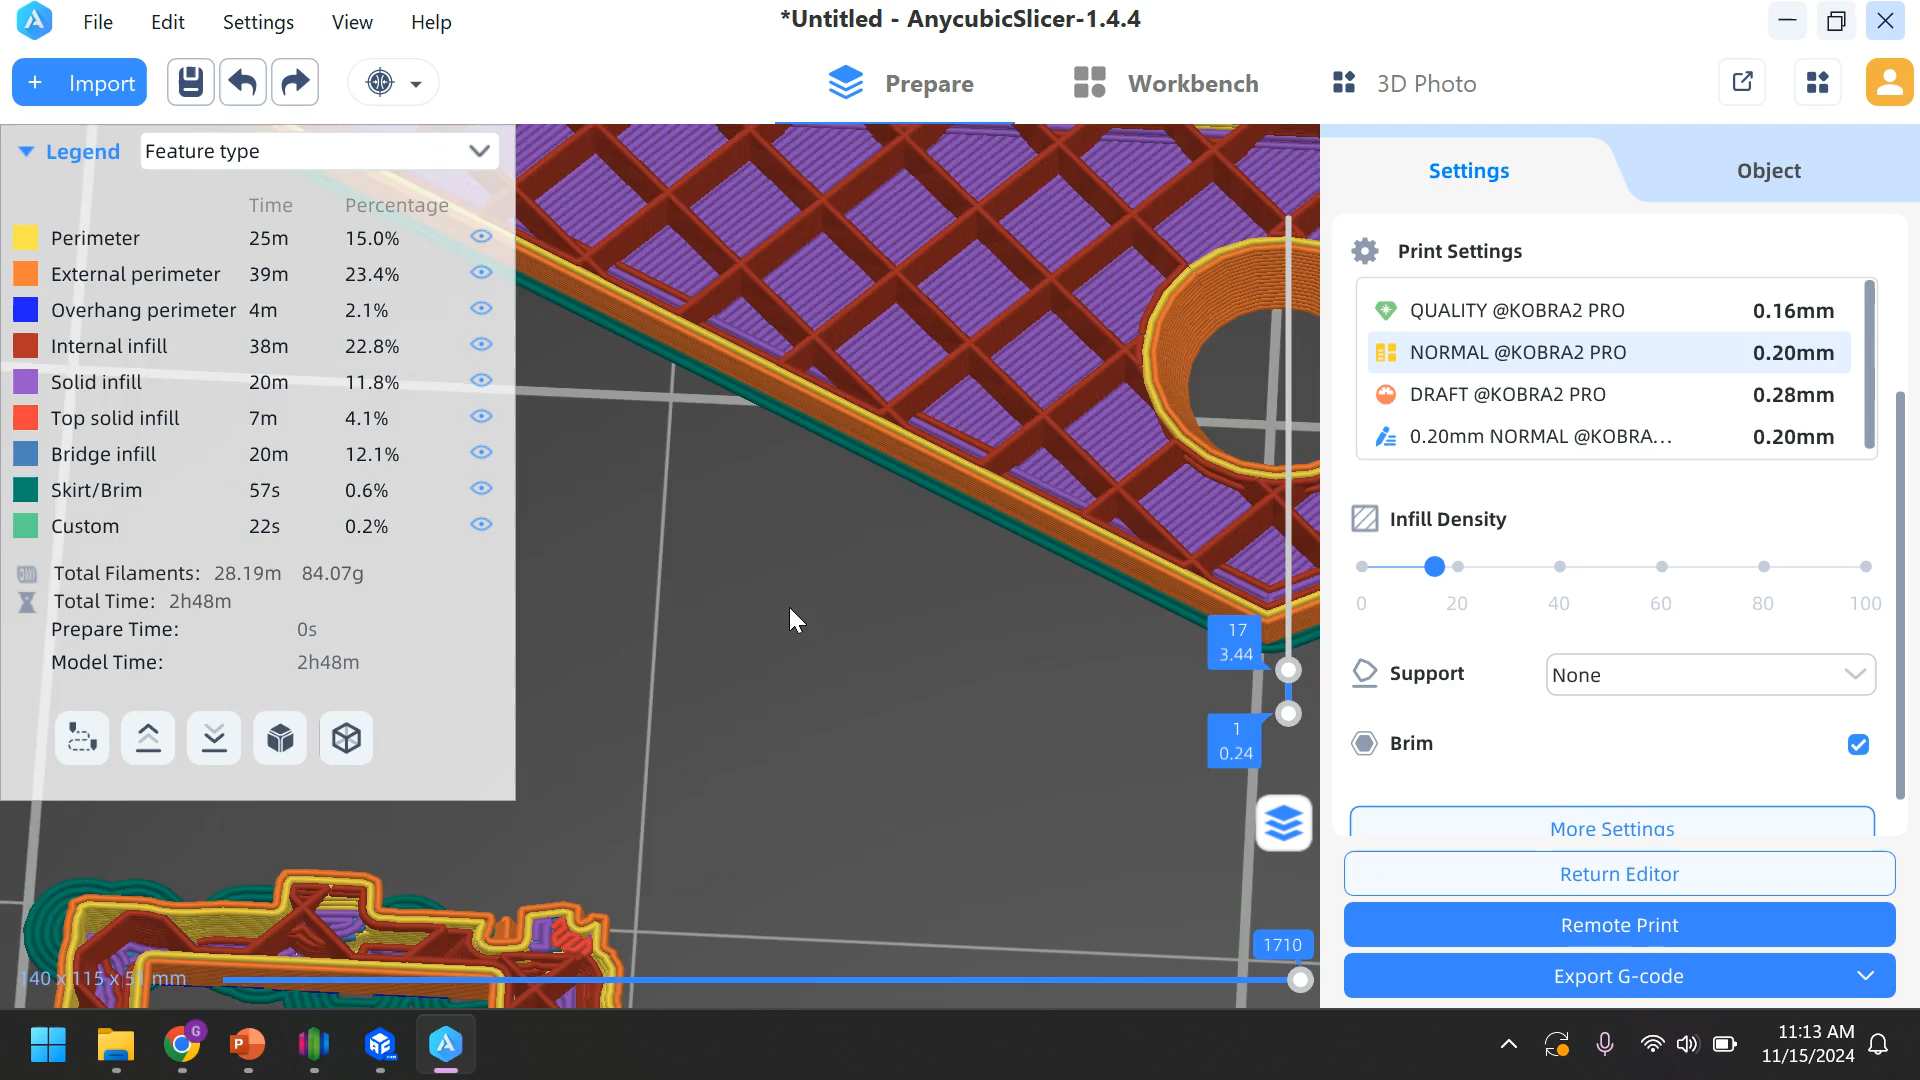 *Untitled - AnycubicSlicer-1.4.4
File Edit Settings View Help
+ Import
Prepare
Workbench
3D Photo
Legend
Feature type
Time Percentage
Perimeter 25m 15.0%
External perimeter 39m 23.4%
Overhang perimeter 4m 2.1%
Internal infill 38m 22.8%
Solid infill 20m 11.8%
Top solid infill 7m 4.1%
Bridge infill 20m 12.1%
Skirt/Brim 57s 0.6%
Custom 22s 0.2%
Total Filaments: 28.19m 84.07g
Total Time: 2h48m
Prepare Time: 0s
Model Time: 2h48m
17
3.44
1
0.24
1710
140 x 115 x 51 mm
Settings
Object
Print Settings
QUALITY @KOBRA2 PRO 0.16mm
NORMAL @KOBRA2 PRO 0.20mm
DRAFT @KOBRA2 PRO 0.28mm
0.20mm NORMAL @KOBRA... 0.20mm
Infill Density
0 20 40 60 80 100
Support None
Brim
More Settings
Return Editor
Remote Print
Export G-code
G
P
11:13 AM
11/15/2024